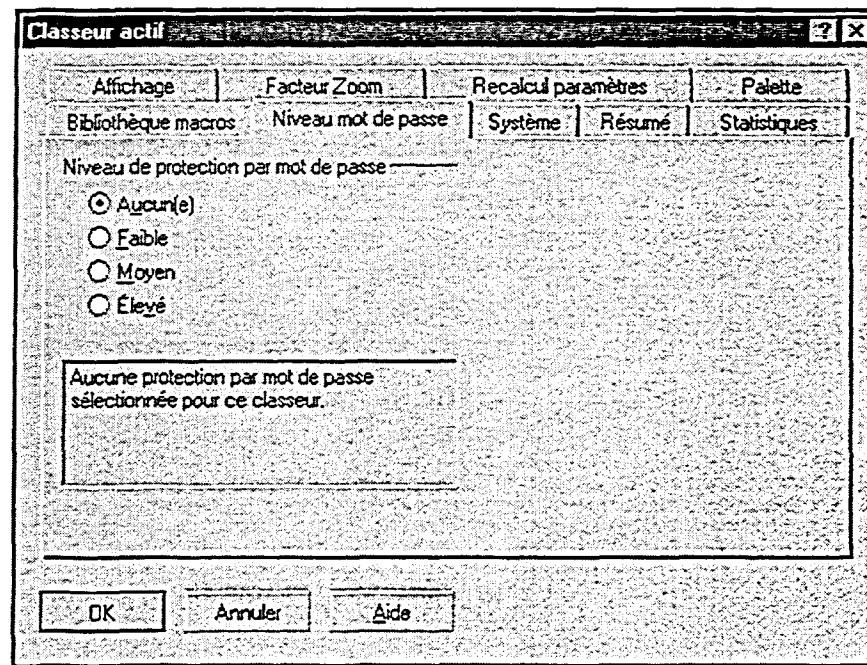 Classeur actif
Affichage Facteur Zoom Recalcul paramètres Palette
Bibliothèque macros Niveau mot de passe Système Résumé Statistiques
Niveau de protection par mot de passe
Aucun(e)
Faible
Moyen
Élevé
Aucune protection par mot de passe
sélectionnée pour ce classeur.
OK Annuler Aide